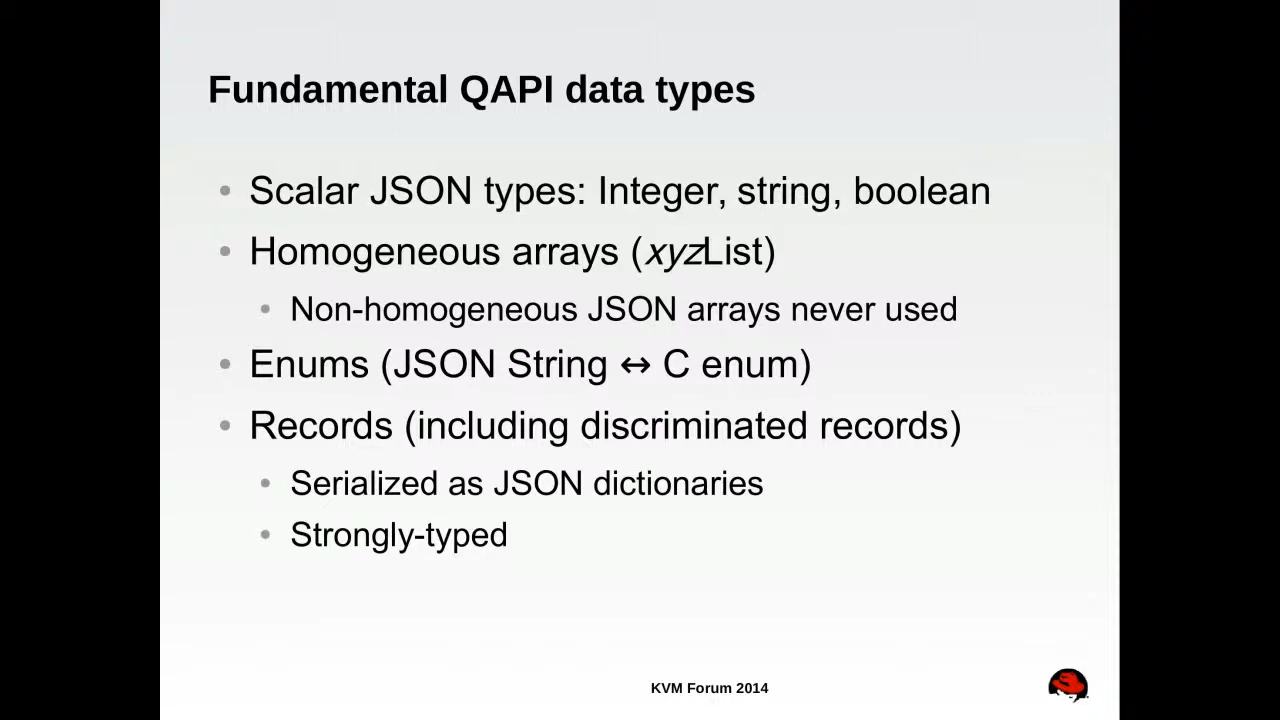 Fundamental QAPI data types
• Scalar JSON types: Integer, string, boolean
• Homogeneous arrays (xyzList)
• Non-homogeneous JSON arrays never used
• Enums (JSON String ↔ C enum)
• Records (including discriminated records)
• Serialized as JSON dictionaries
• Strongly-typed
KVM Forum 2014